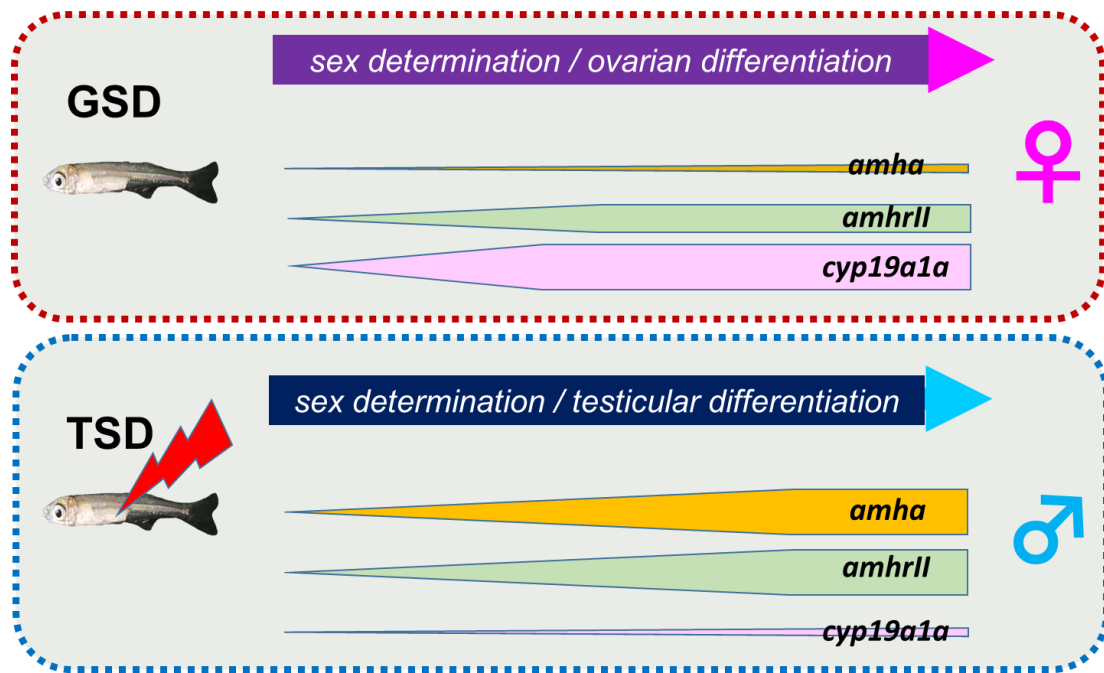 sex determination / ovarian differentiation
GSD
amha
amhrII
cyp19a1a
sex determination / testicular differentiation
TSD
amha
amhrII
cyp19a1a